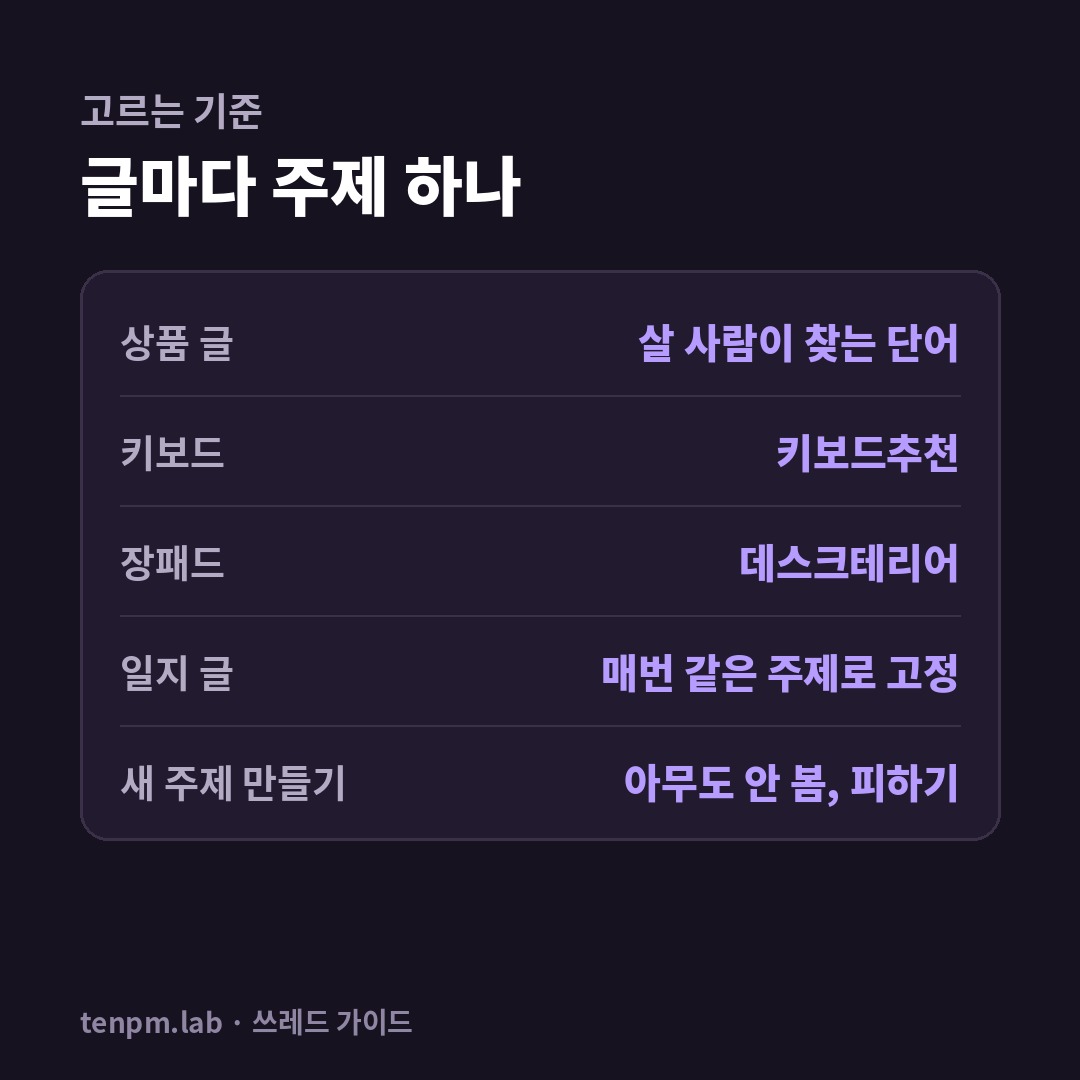 고르는 기준
글마다 주제 하나
상품 글 살 사람이 찾는 단어
키보드 키보드추천
장패드 데스크테리어
일지 글 매번 같은 주제로 고정
새 주제 만들기 아무도 안 봄, 피하기
tenpm.lab · 쓰레드 가이드